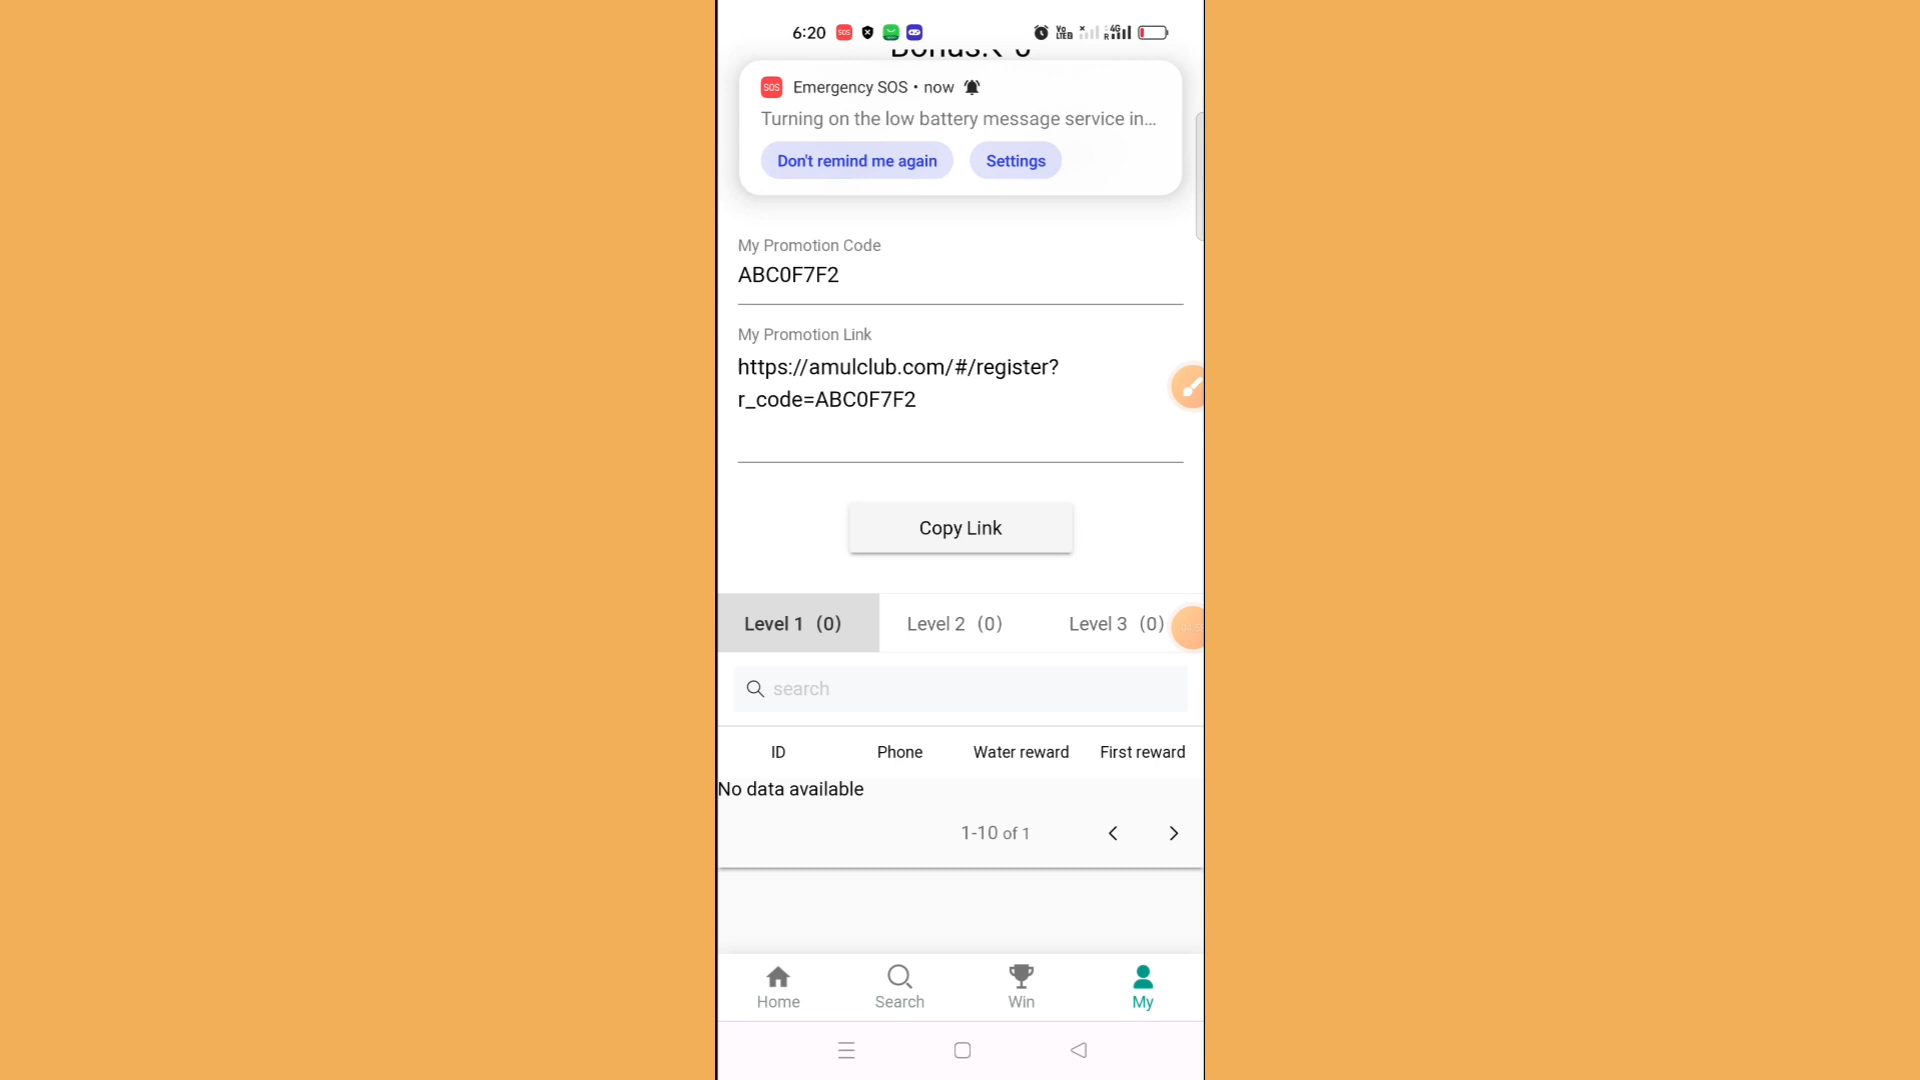 6:20
Emergency SOS • now
Turning on the low battery message service in...
Don't remind me again
Settings
My Promotion Code
ABC0F7F2
My Promotion Link
https://amulclub.com/#/register?
r_code=ABC0F7F2
Copy Link
Level 1 (0)
Level 2 (0)
Level 3 (0)
search
ID
Phone
Water reward
First reward
No data available
1-10 of 1
Home
Search
Win
My